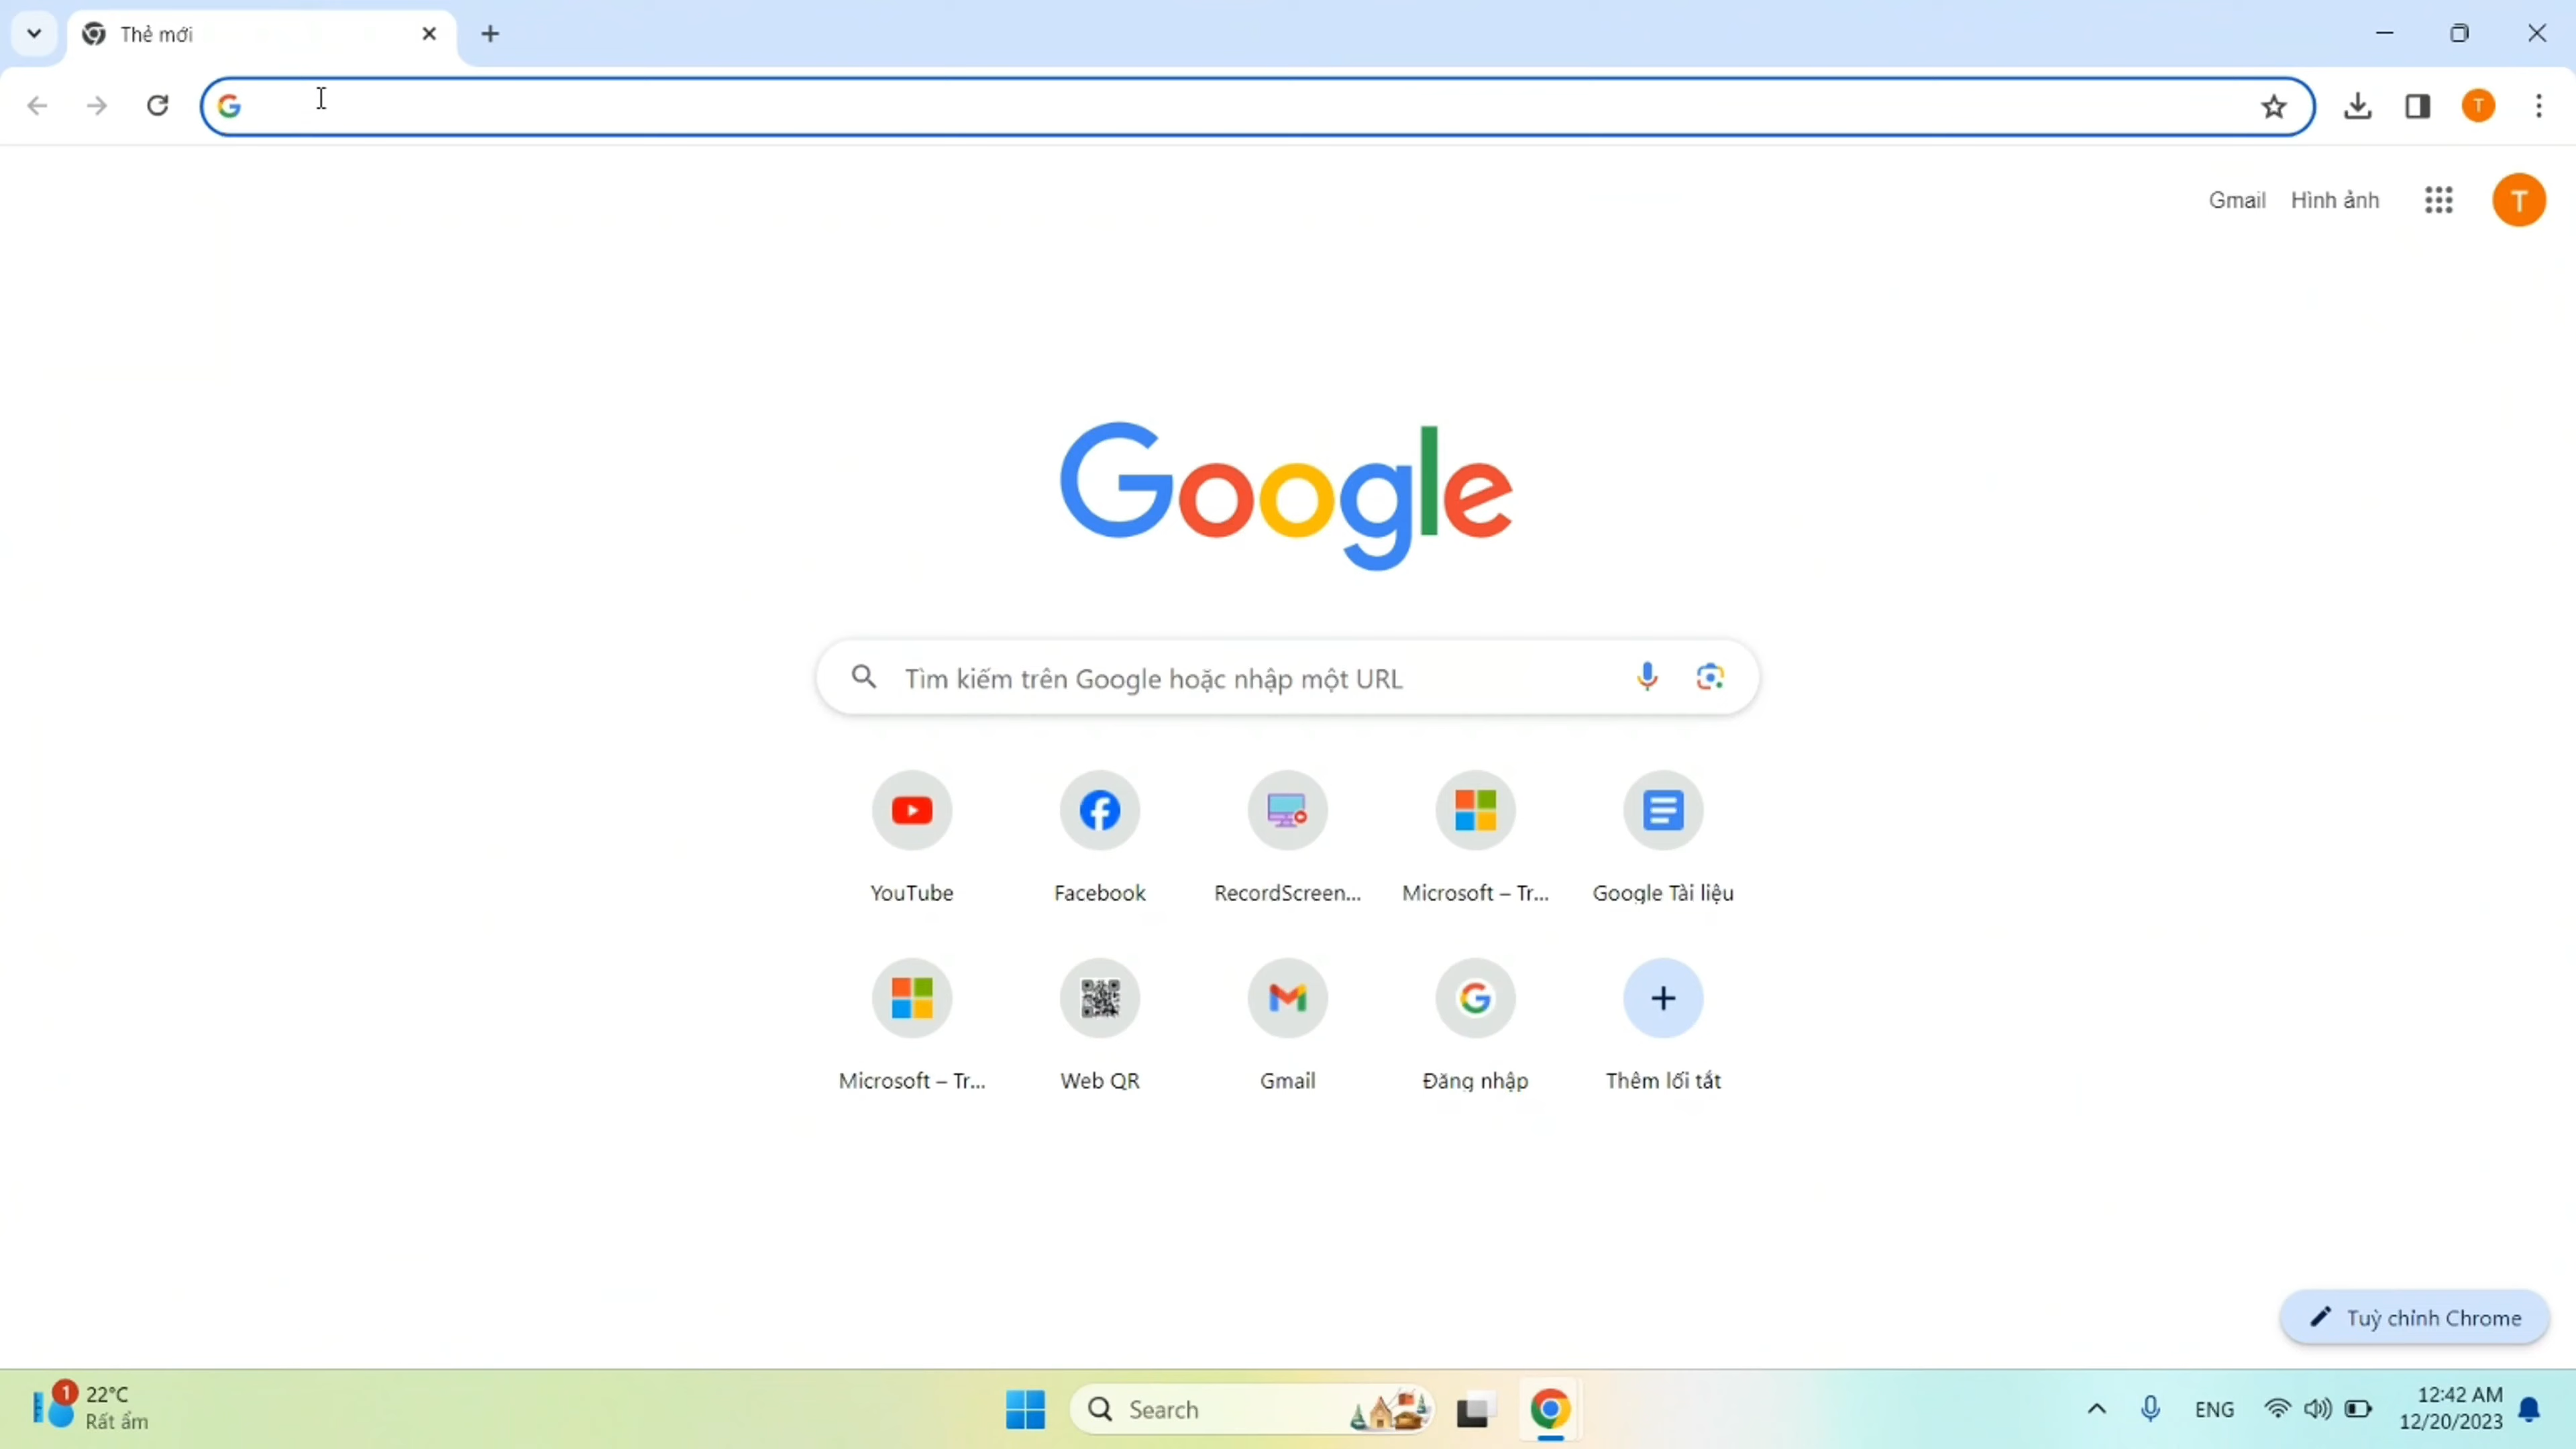 Thẻ mới
Gmail Hình ảnh
T
T
Google
Tìm kiếm trên Google hoặc nhập một URL
YouTube
Facebook
RecordScreen...
Microsoft – Tr...
Google Tài liệu
Microsoft – Tr...
Web QR
Gmail
Đăng nhập
Thêm lối tắt
Tuỳ chỉnh Chrome
1
22°C
Rất ẩm
Search
ENG
12:42 AM
12/20/2023